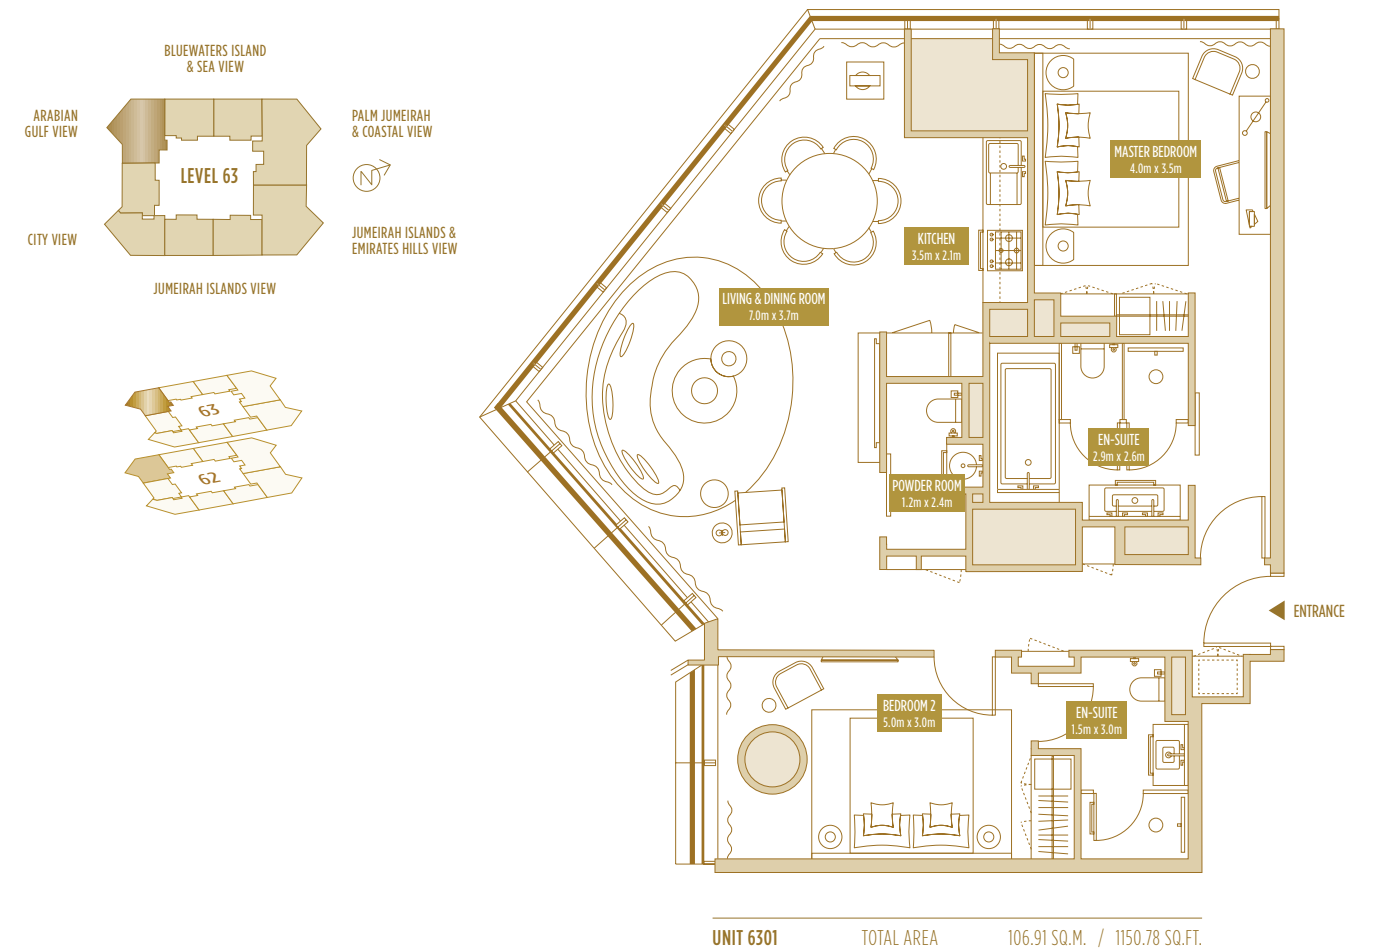 BLUEWATERS ISLAND
& SEA VIEW
ARABIAN
GULF VIEW
PALM JUMEIRAH
& COASTAL VIEW
LEVEL 63
N
CITY VIEW
JUMEIRAH ISLANDS &
EMIRATES HILLS VIEW
JUMEIRAH ISLANDS VIEW
63
62
MASTER BEDROOM
4.0m x 3.5m
KITCHEN
3.5m x 2.1m
LIVING & DINING ROOM
7.0m x 3.7m
EN-SUITE
2.9m x 2.6m
POWDER ROOM
1.2m x 2.4m
ENTRANCE
BEDROOM 2
5.0m x 3.0m
EN-SUITE
1.5m x 3.0m
UNIT 6301 TOTAL AREA 106.91 SQ.M. / 1150.78 SQ.FT.